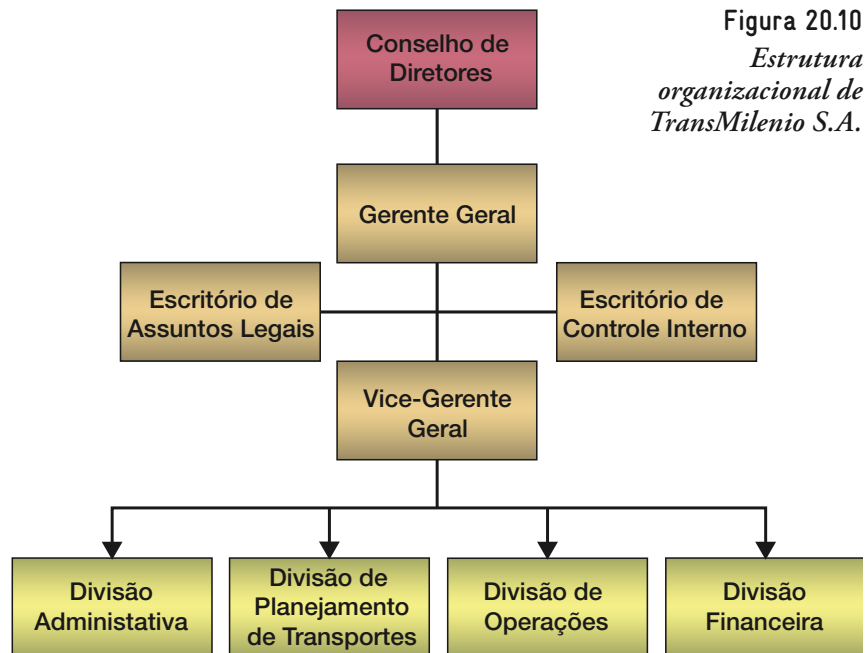 Figura 20.10
Estrutura
organizacional de
TransMilenio S.A.
Conselho de
Diretores
Gerente Geral
Escritório de
Assuntos Legais
Escritório de
Controle Interno
Vice-Gerente
Geral
Divisão
Administativa
Divisão de
Planejamento
de Transportes
Divisão de
Operações
Divisão
Financeira